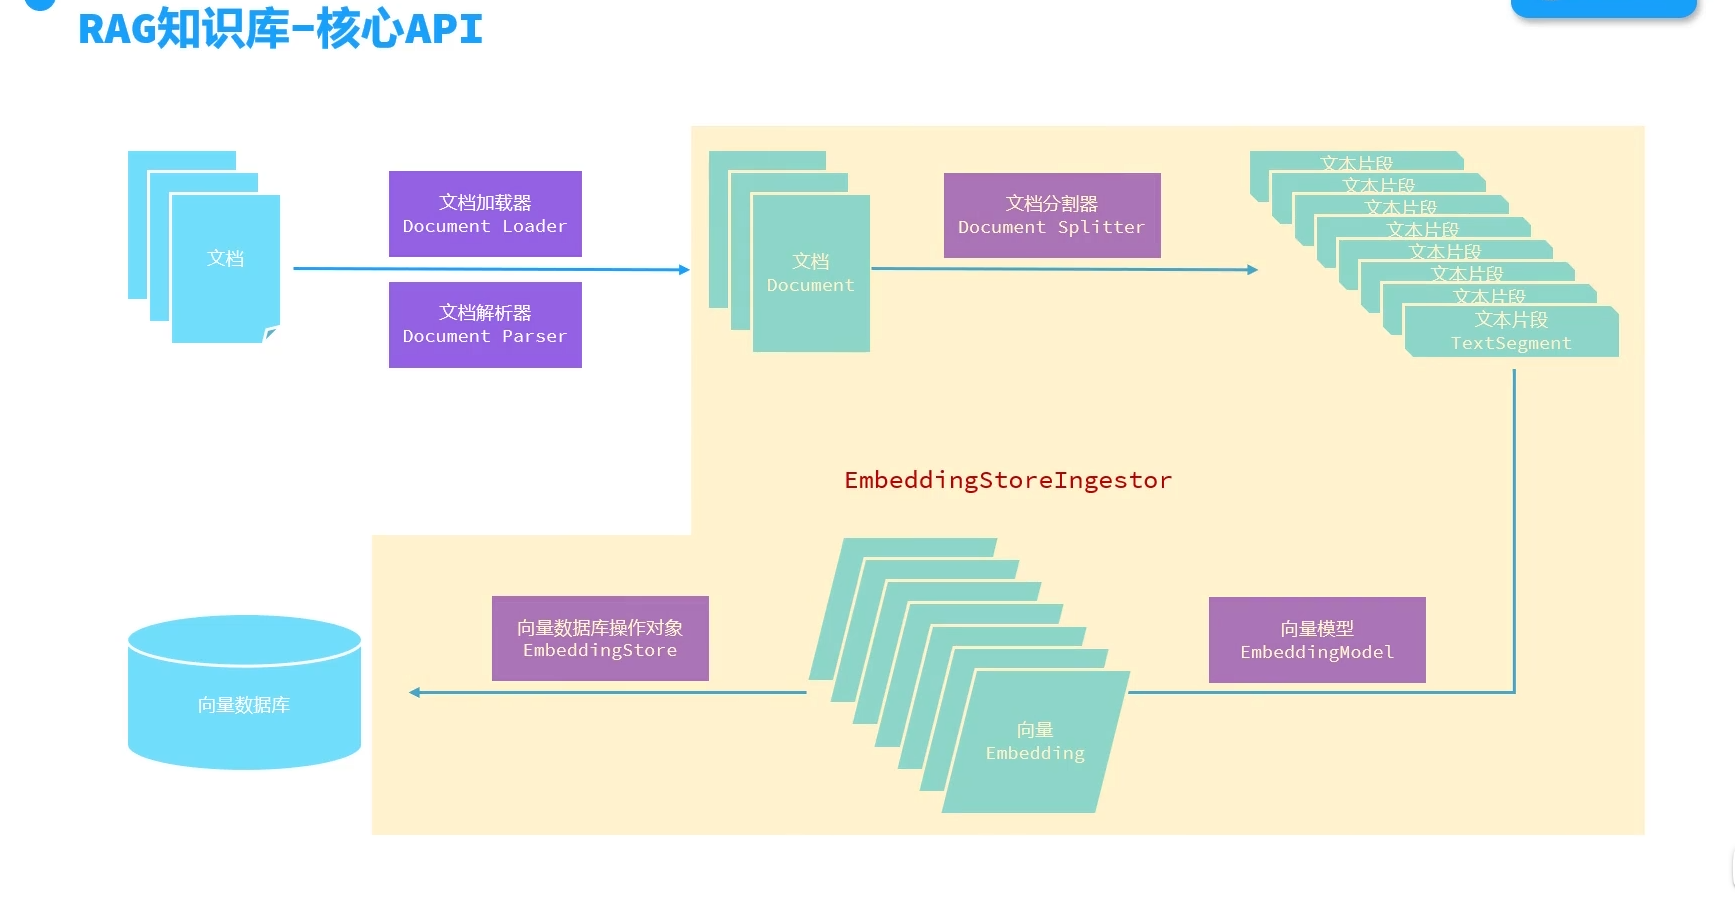 RAG知识库-核心API
文档
文档加载器
Document Loader
文档解析器
Document Parser
文档
Document
文档分割器
Document Splitter
文本片段
文本片段
文本片段
文本片段
文本片段
文本片段
文本片段
文本片段
TextSegment
EmbeddingStoreIngestor
向量数据库
向量数据库操作对象
EmbeddingStore
向量
Embedding
向量模型
EmbeddingModel